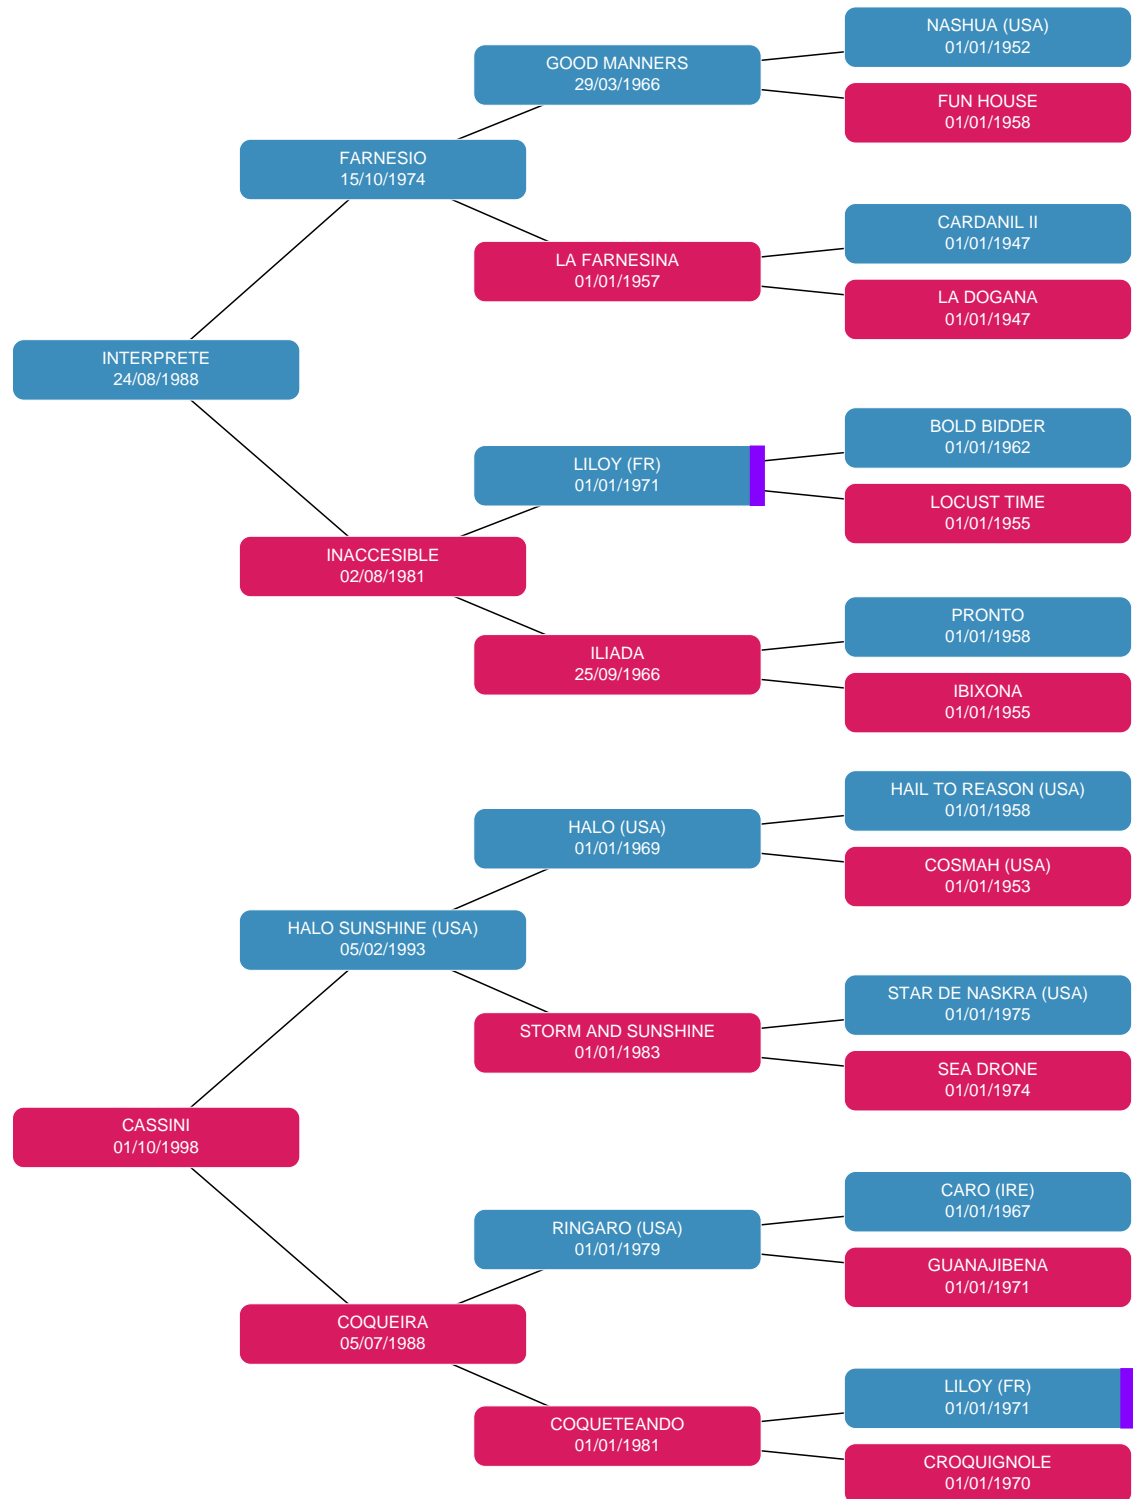 NASHUA (USA)
01/01/1952
GOOD MANNERS
29/03/1966
FUN HOUSE
01/01/1958
FARNESIO
15/10/1974
CARDANIL II
01/01/1947
LA FARNESINA
01/01/1957
LA DOGANA
01/01/1947
INTERPRETE
24/08/1988
BOLD BIDDER
01/01/1962
LILOY (FR)
01/01/1971
LOCUST TIME
01/01/1955
INACCESIBLE
02/08/1981
PRONTO
01/01/1958
ILIADA
25/09/1966
IBIXONA
01/01/1955
HAIL TO REASON (USA)
01/01/1958
HALO (USA)
01/01/1969
COSMAH (USA)
01/01/1953
HALO SUNSHINE (USA)
05/02/1993
STAR DE NASKRA (USA)
01/01/1975
STORM AND SUNSHINE
01/01/1983
SEA DRONE
01/01/1974
CASSINI
01/10/1998
CARO (IRE)
01/01/1967
RINGARO (USA)
01/01/1979
GUANAJIBENA
01/01/1971
COQUEIRA
05/07/1988
LILOY (FR)
01/01/1971
COQUETEANDO
01/01/1981
CROQUIGNOLE
01/01/1970